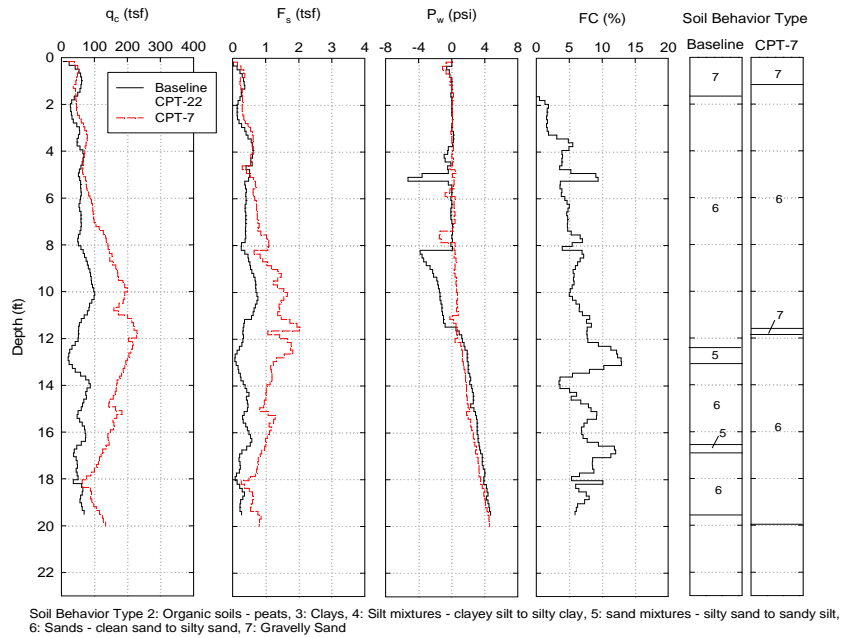 q_c (tsf) F_s (tsf) P_w (psi) FC (%) Soil Behavior Type
Baseline CPT-7
0 100 200 300 400 0 1 2 3 4 -8 -4 0 4 8 0 5 10 15 20
Baseline
CPT-22
CPT-7
Depth (ft)
0
2
4
6
8
10
12
14
16
18
20
22
7
6
5
6
5
6
7
6
7
6
Soil Behavior Type 2: Organic soils - peats, 3: Clays, 4: Silt mixtures - clayey silt to silty clay, 5: sand mixtures - silty sand to sandy silt,
6: Sands - clean sand to silty sand, 7: Gravelly Sand